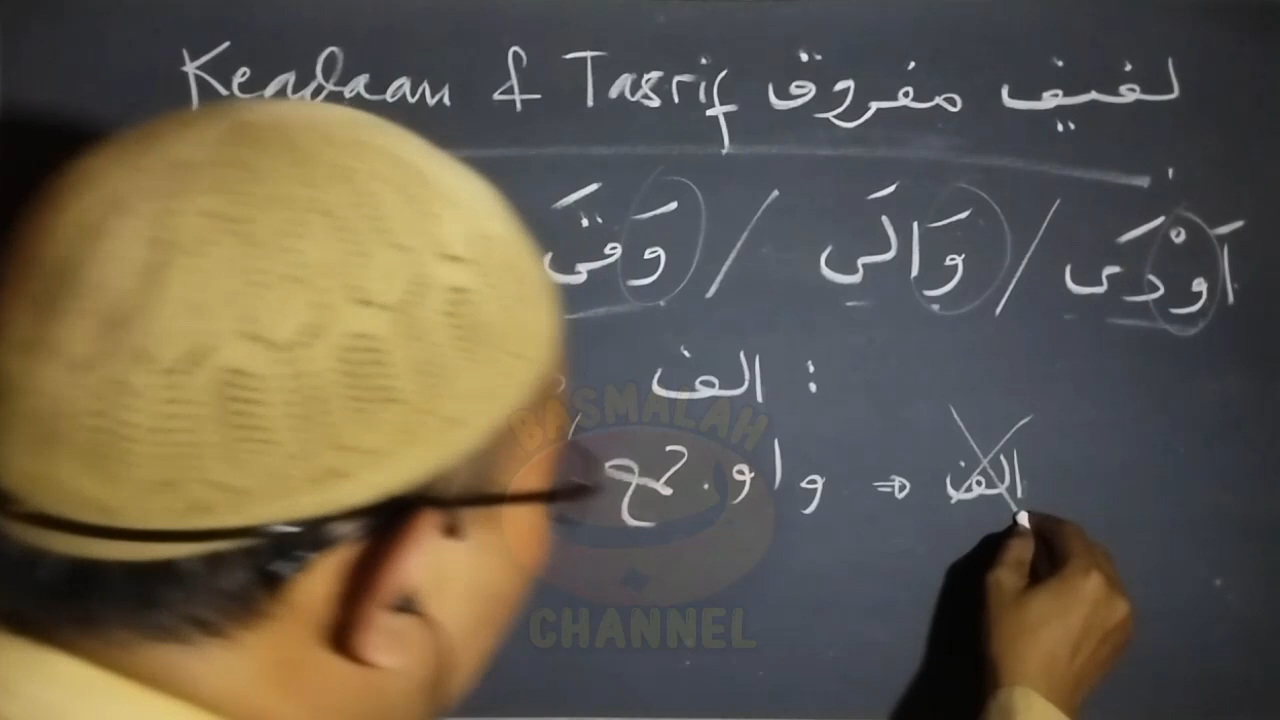 Keadaan & Tasrif لفيف مفروق
اَوْدَى / وَالَى / وَقَى
: الف
الف ⇒ واو جمع
BASMALAH
CHANNEL